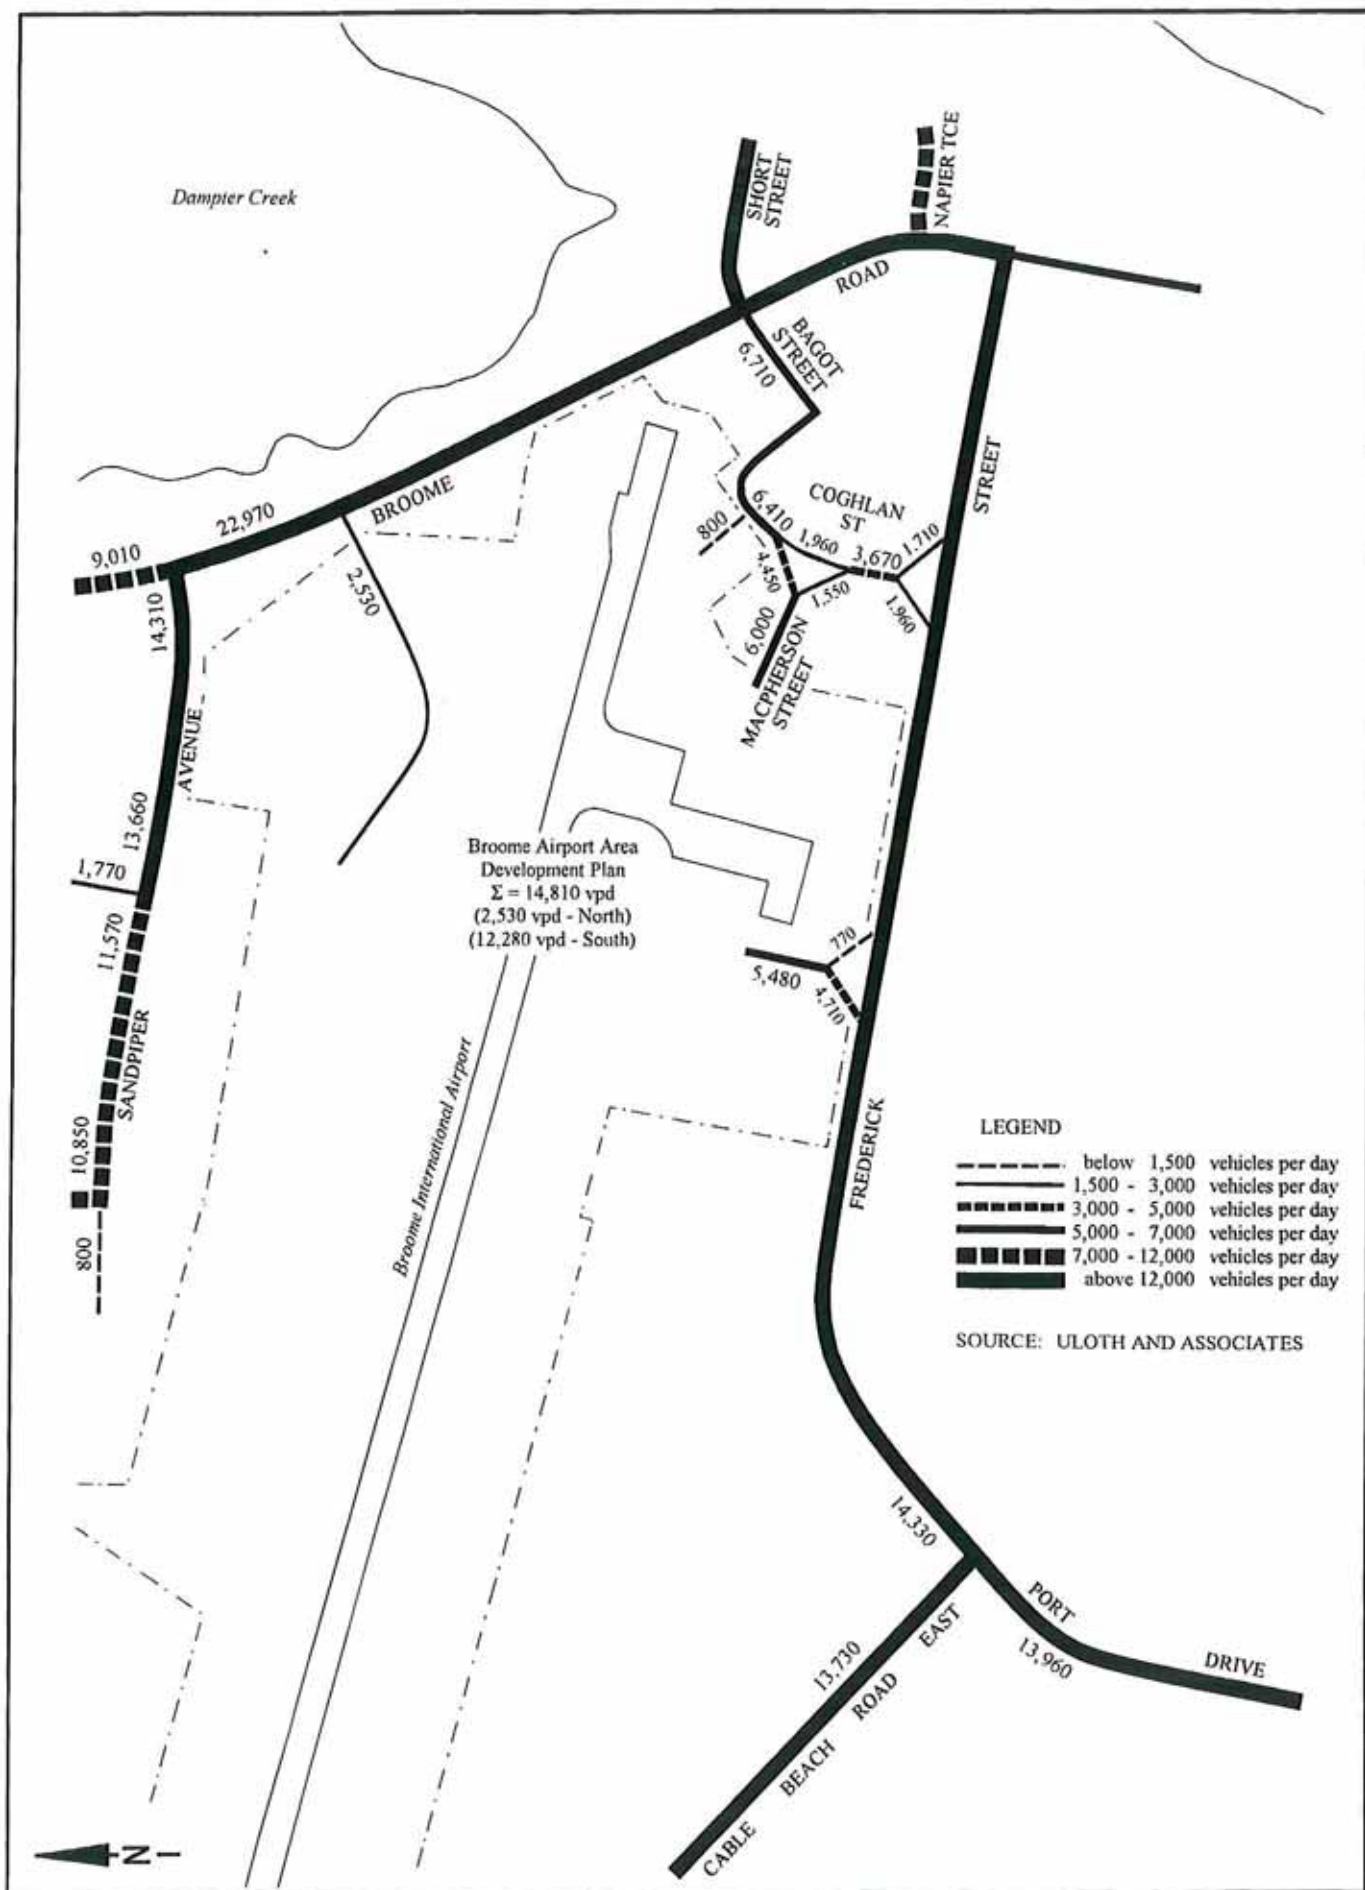 Dampier Creek
SHORT
STREET
NAPIER TCE
ROAD
BAGOT
STREET
6,710
BROOME
22,970
9,010
14,310
2,530
COGHLAN
ST
6,410
800
1,960
3,670
1.710
4,450
1,550
1.960
6,000
MACPHERSON
STREET
STREET
AVENUE
13,660
1,770
11,570
SANDPIPER
10,850
800
Broome Airport Area
Development Plan
Σ = 14,810 vpd
(2,530 vpd - North)
(12,280 vpd - South)
770
5,480
4,710
Broome International Airport
FREDERICK
LEGEND
below 1,500 vehicles per day
1,500 - 3,000 vehicles per day
3,000 - 5,000 vehicles per day
5,000 - 7,000 vehicles per day
7,000 - 12,000 vehicles per day
above 12,000 vehicles per day
SOURCE: ULOTH AND ASSOCIATES
14,330
PORT
DRIVE
13,960
13,730
CABLE BEACH ROAD EAST
N